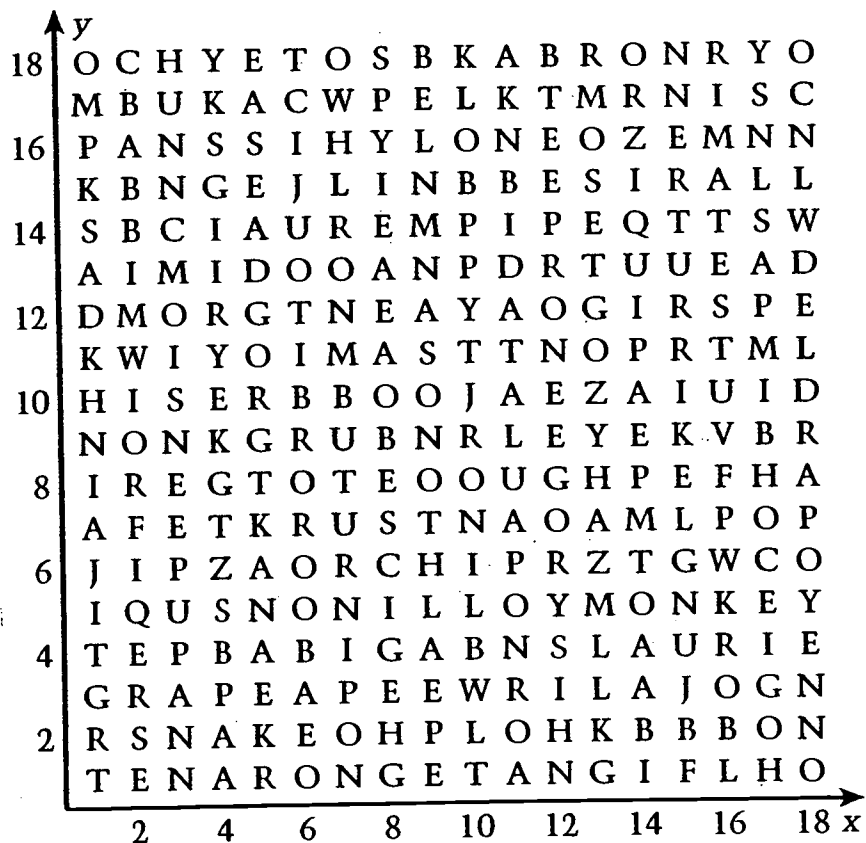 y
18 O C H Y E T O S B K A B R O N R Y O
M B U K A C W P E L K T M R N I S C
16 P A N S S I H Y L O N E O Z E M N N
K B N G E J L I N B B E S I R A L L
14 S B C I A U R E M P I P E Q T T S W
A I M I D O O A N P D R T U U E A D
12 D M O R G T N E A Y A O G I R S P E
K W I Y O I M A S T T N O P R T M L
10 H I S E R B B O O J A E Z A I U I D
N O N K G R U B N R L E Y E K V B R
8 I R E G T O T E O O U G H P E F H A
A F E T K R U S T N A O A M L P O P
6 J I P Z A O R C H I P R Z T G W C O
I Q U S N O N I L L O Y M O N K E Y
4 T E P B A B I G A B N S L A U R I E
G R A P E A P E E W R I L A J O G N
2 R S N A K E O H P L O H K B B B O N
T E N A R O N G E T A N G I F L H O
2 4 6 8 10 12 14 16 18 x